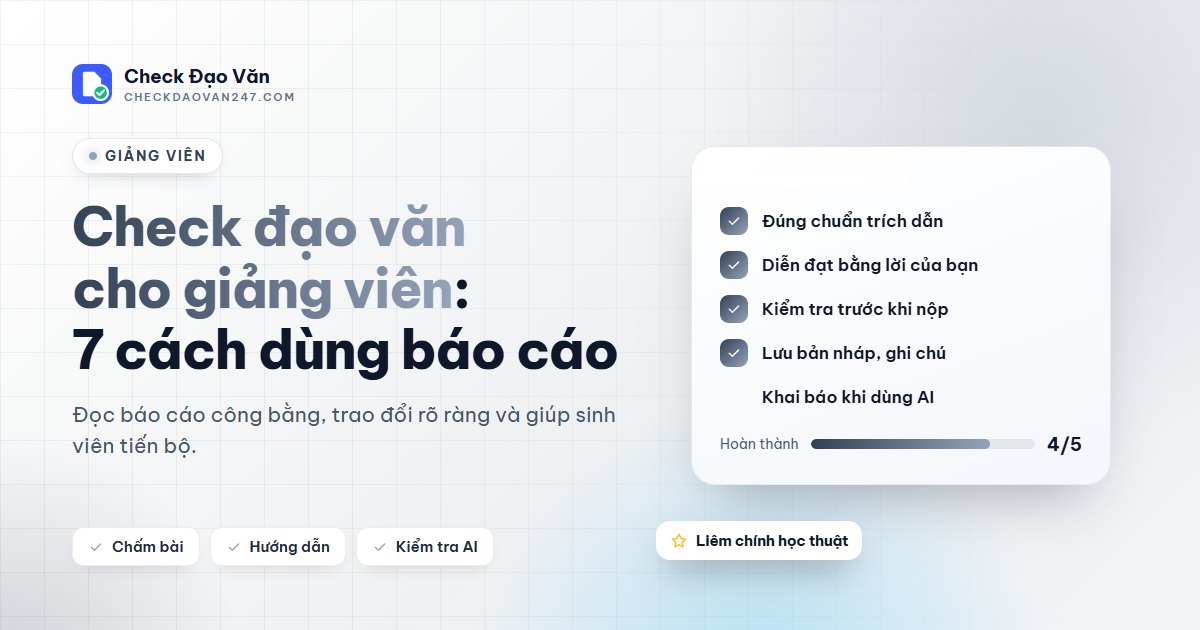 Check Đạo Văn
CHECKDAOVAN247.COM
GIẢNG VIÊN
Check đạo văn
cho giảng viên:
7 cách dùng báo cáo
Đọc báo cáo công bằng, trao đổi rõ ràng và giúp sinh
viên tiến bộ.
Chấm bài
Hướng dẫn
Kiểm tra AI
Đúng chuẩn trích dẫn
Diễn đạt bằng lời của bạn
Kiểm tra trước khi nộp
Lưu bản nháp, ghi chú
Khai báo khi dùng AI
Hoàn thành 4/5
Liêm chính học thuật